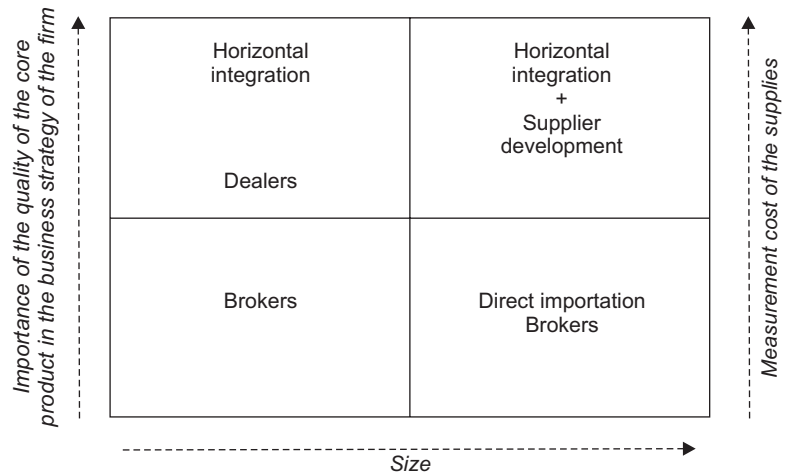 Importance of the quality of the core
product in the business strategy of the firm
Horizontal
integration
Dealers
Horizontal
integration
+
Supplier
development
Brokers
Direct importation
Brokers
Measurement cost of the supplies
Size